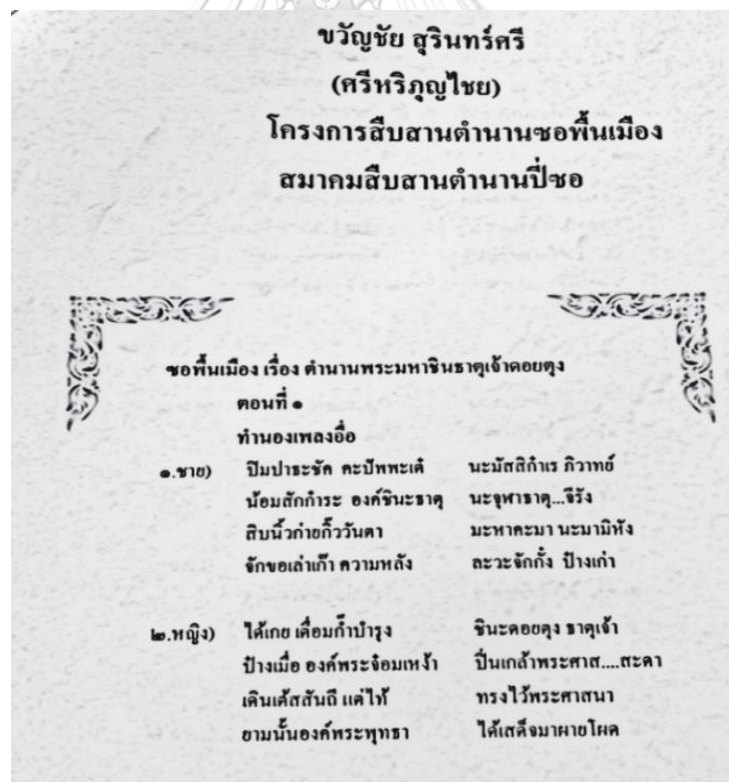 ขวัญชัย สุรินทร์ศรี
(ศรีหริภุญไชย)
โครงการสืบสานตำนานซอพื้นเมือง
สมาคมสืบสานตำนานปี่ซอ
ซอพื้นเมือง เรื่อง ตำนานพระมหาชินธาตุเจ้าดอยตุง
ตอนที่ ๑
ทำนองเพลงอื่อ
๑.ชาย) ปิมปาธะชัค คะปัพพะเต๋ นะมัสสิก๋าเร ภิวาทย์
น้อมสักก๋าระ องค์ชินะธาตุ นะจุฬาธาตุ...จีรัง
สิบนิ้วก่ายกิ๊ววันตา มะหาคะมา นะมามิหัง
จักขอเล่าเก๊า ความหลัง ละวะจักกั๋ง ป๋างเก่า
๒.หญิง) ได้เกย เตื่อมก๊ำบำรุง ชินะดอยตุง ธาตุเจ้า
ป๋างเมื่อ องค์พระจ๋อมเหง้า ปิ่นเกล้าพระศาส....สะดา
เดินเต้สสันถี แต่ไท้ ทรงไว้พระศาสนา
ยามนั้นองค์พระพุทธา ได้เสด็จมาผายโผด